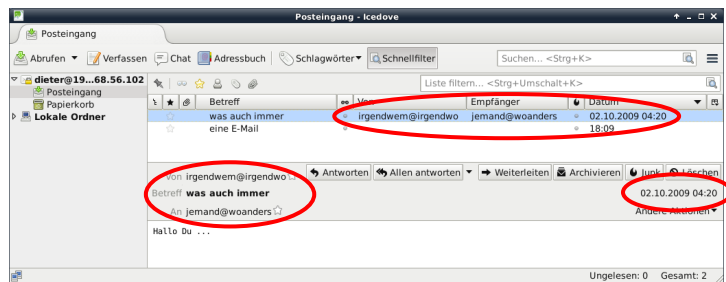 Posteingang - Icedove
Posteingang
Abrufen Verfassen Chat Adressbuch Schlagwörter Schnellfilter Suchen... <Strg+K>
dieter@19...68.56.102
Posteingang
Papierkorb
Lokale Ordner
Liste filtern... <Strg+Umschalt+K>
Betreff Von Empfänger Datum
was auch immer irgendwem@irgendwo jemand@woanders 02.10.2009 04:20
eine E-Mail 18:09
Antworten Allen antworten Weiterleiten Archivieren Junk Löschen
Von irgendwem@irgendwo
Betreff was auch immer 02.10.2009 04:20
An jemand@woanders Andere Aktionen
Hallo Du ...
Ungelesen: 0 Gesamt: 2